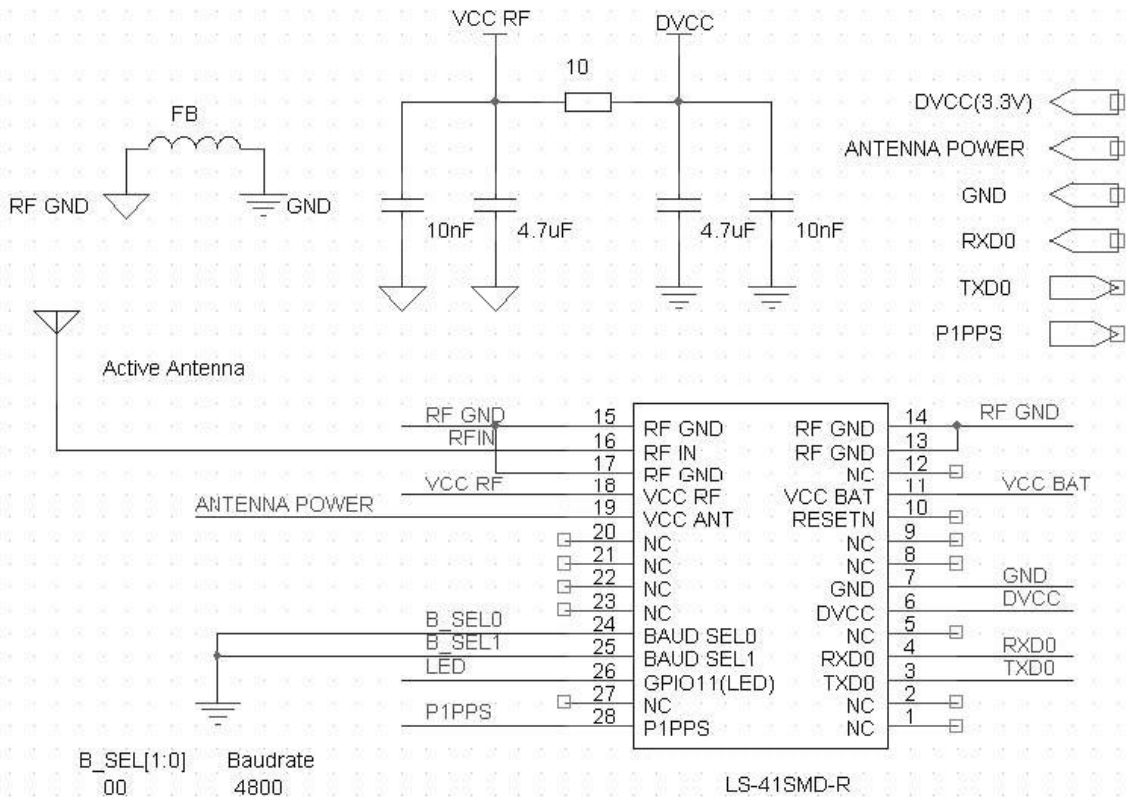 VCC RF
DVCC
10
DVCC(3.3V)
FB
ANTENNA POWER
RF GND
GND
GND
10nF
4.7uF
4.7uF
10nF
RXD0
TXD0
P1PPS
Active Antenna
RF GND
15
RF GND
RF GND
14
RF GND
RFIN
16
RF IN
RF GND
13
17
RF GND
NC
12
VCC RF
18
VCC RF
VCC BAT
11
VCC BAT
ANTENNA POWER
19
VCC ANT
RESETN
10
20
NC
NC
9
21
NC
NC
8
22
NC
GND
7
GND
23
NC
DVCC
6
DVCC
B_SEL0
24
BAUD SEL0
NC
5
B_SEL1
25
BAUD SEL1
RXD0
4
RXD0
LED
26
GPIO11(LED)
TXD0
3
TXD0
27
NC
NC
2
P1PPS
28
P1PPS
NC
1
B_SEL[1:0] Baudrate
00 4800
LS-41SMD-R